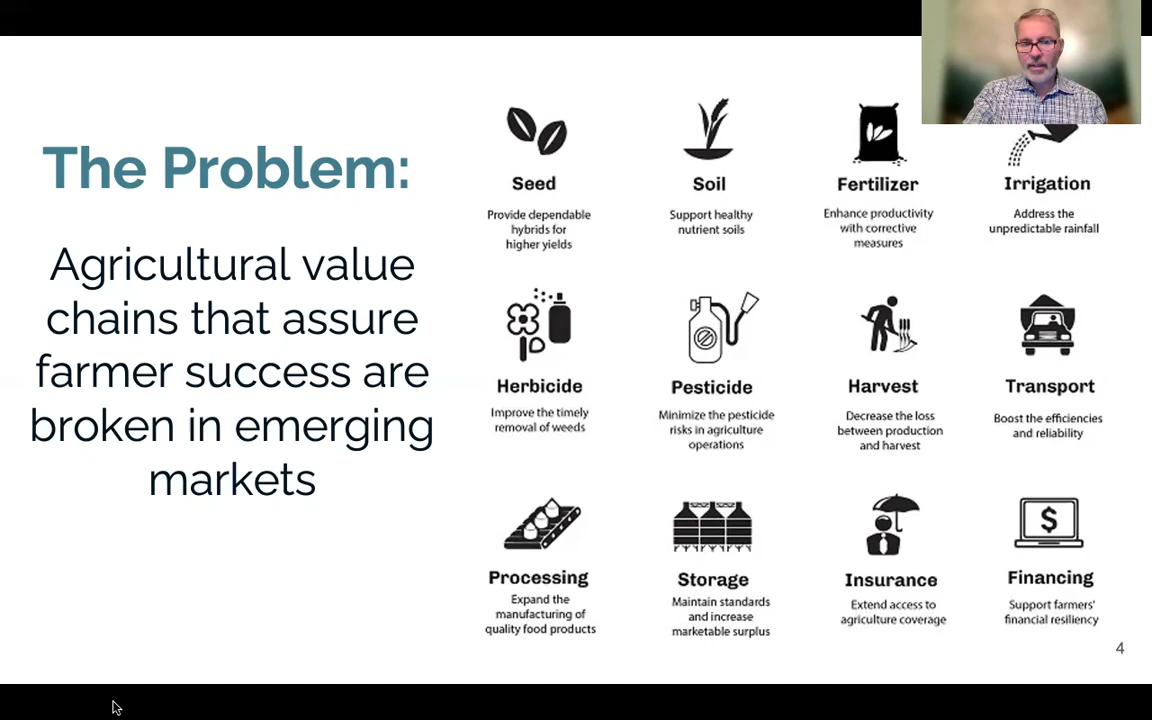 The Problem:
Agricultural value
chains that assure
farmer success are
broken in emerging
markets
Seed
Provide dependable
hybrids for
higher yields
Soil
Support healthy
nutrient soils
Fertilizer
Enhance productivity
with corrective
measures
Irrigation
Address the
unpredictable rainfall
Herbicide
Improve the timely
removal of weeds
Pesticide
Minimize the pesticide
risks in agriculture
operations
Harvest
Decrease the loss
between production
and harvest
Transport
Boost the efficiencies
and reliability
Processing
Expand the
manufacturing of
quality food products
Storage
Maintain standards
and increase
marketable surplus
Insurance
Extend access to
agriculture coverage
Financing
$
Support farmers'
financial resiliency
4